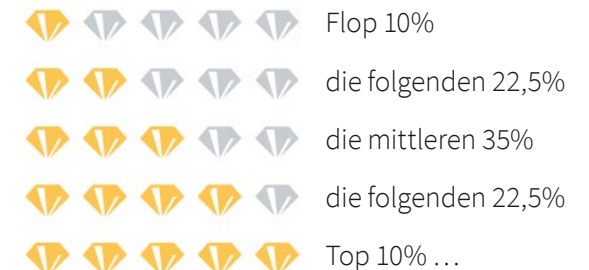 Flop 10%
die folgenden 22,5%
die mittleren 35%
die folgenden 22,5%
Top 10% …